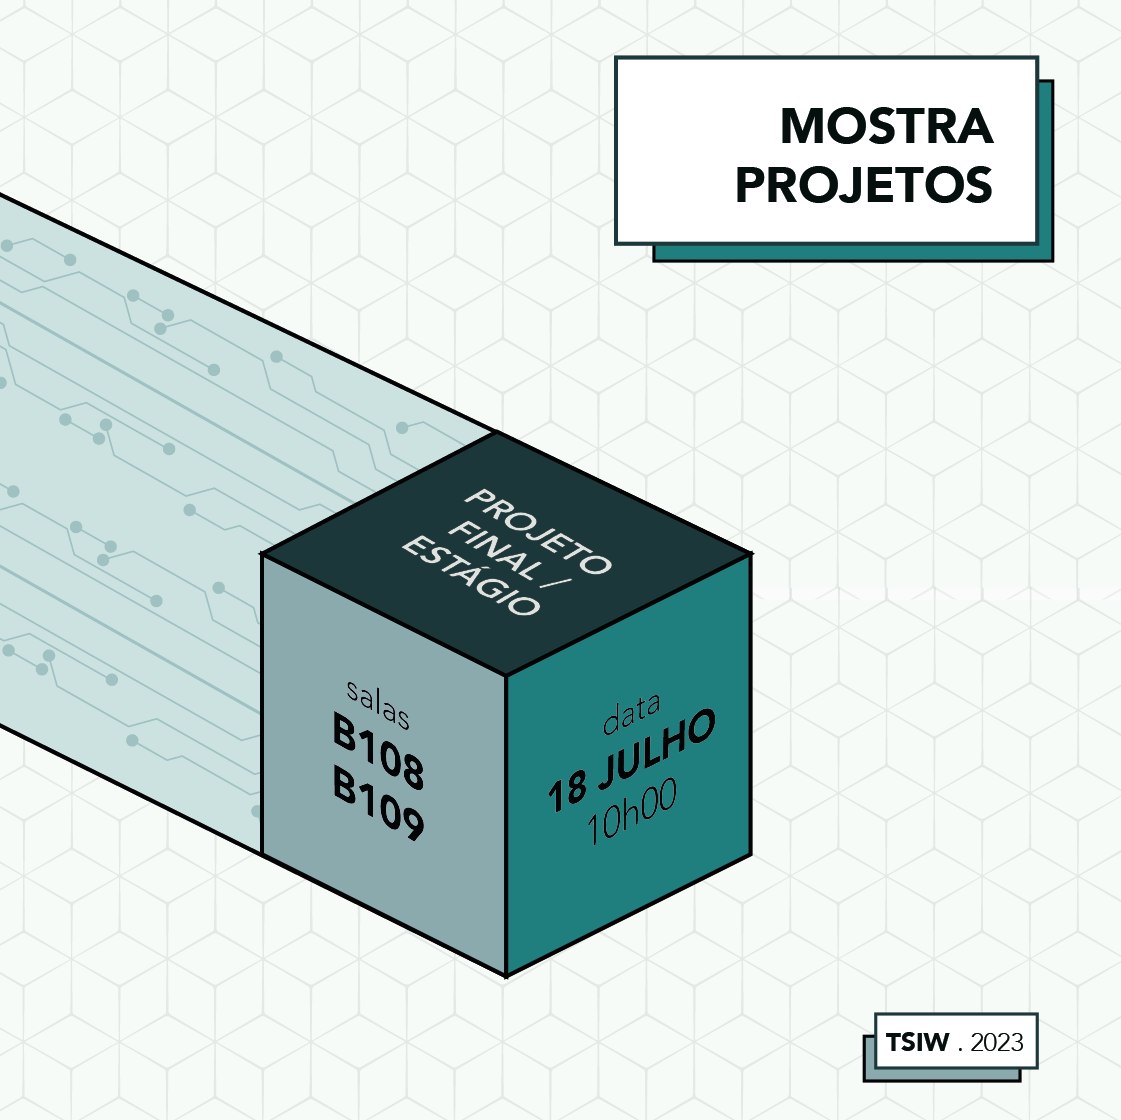 MOSTRA
PROJETOS
PROJETO
FINAL /
ESTÁGIO
salas
B108
B109
data
18 JULHO
10h00
TSIW . 2023